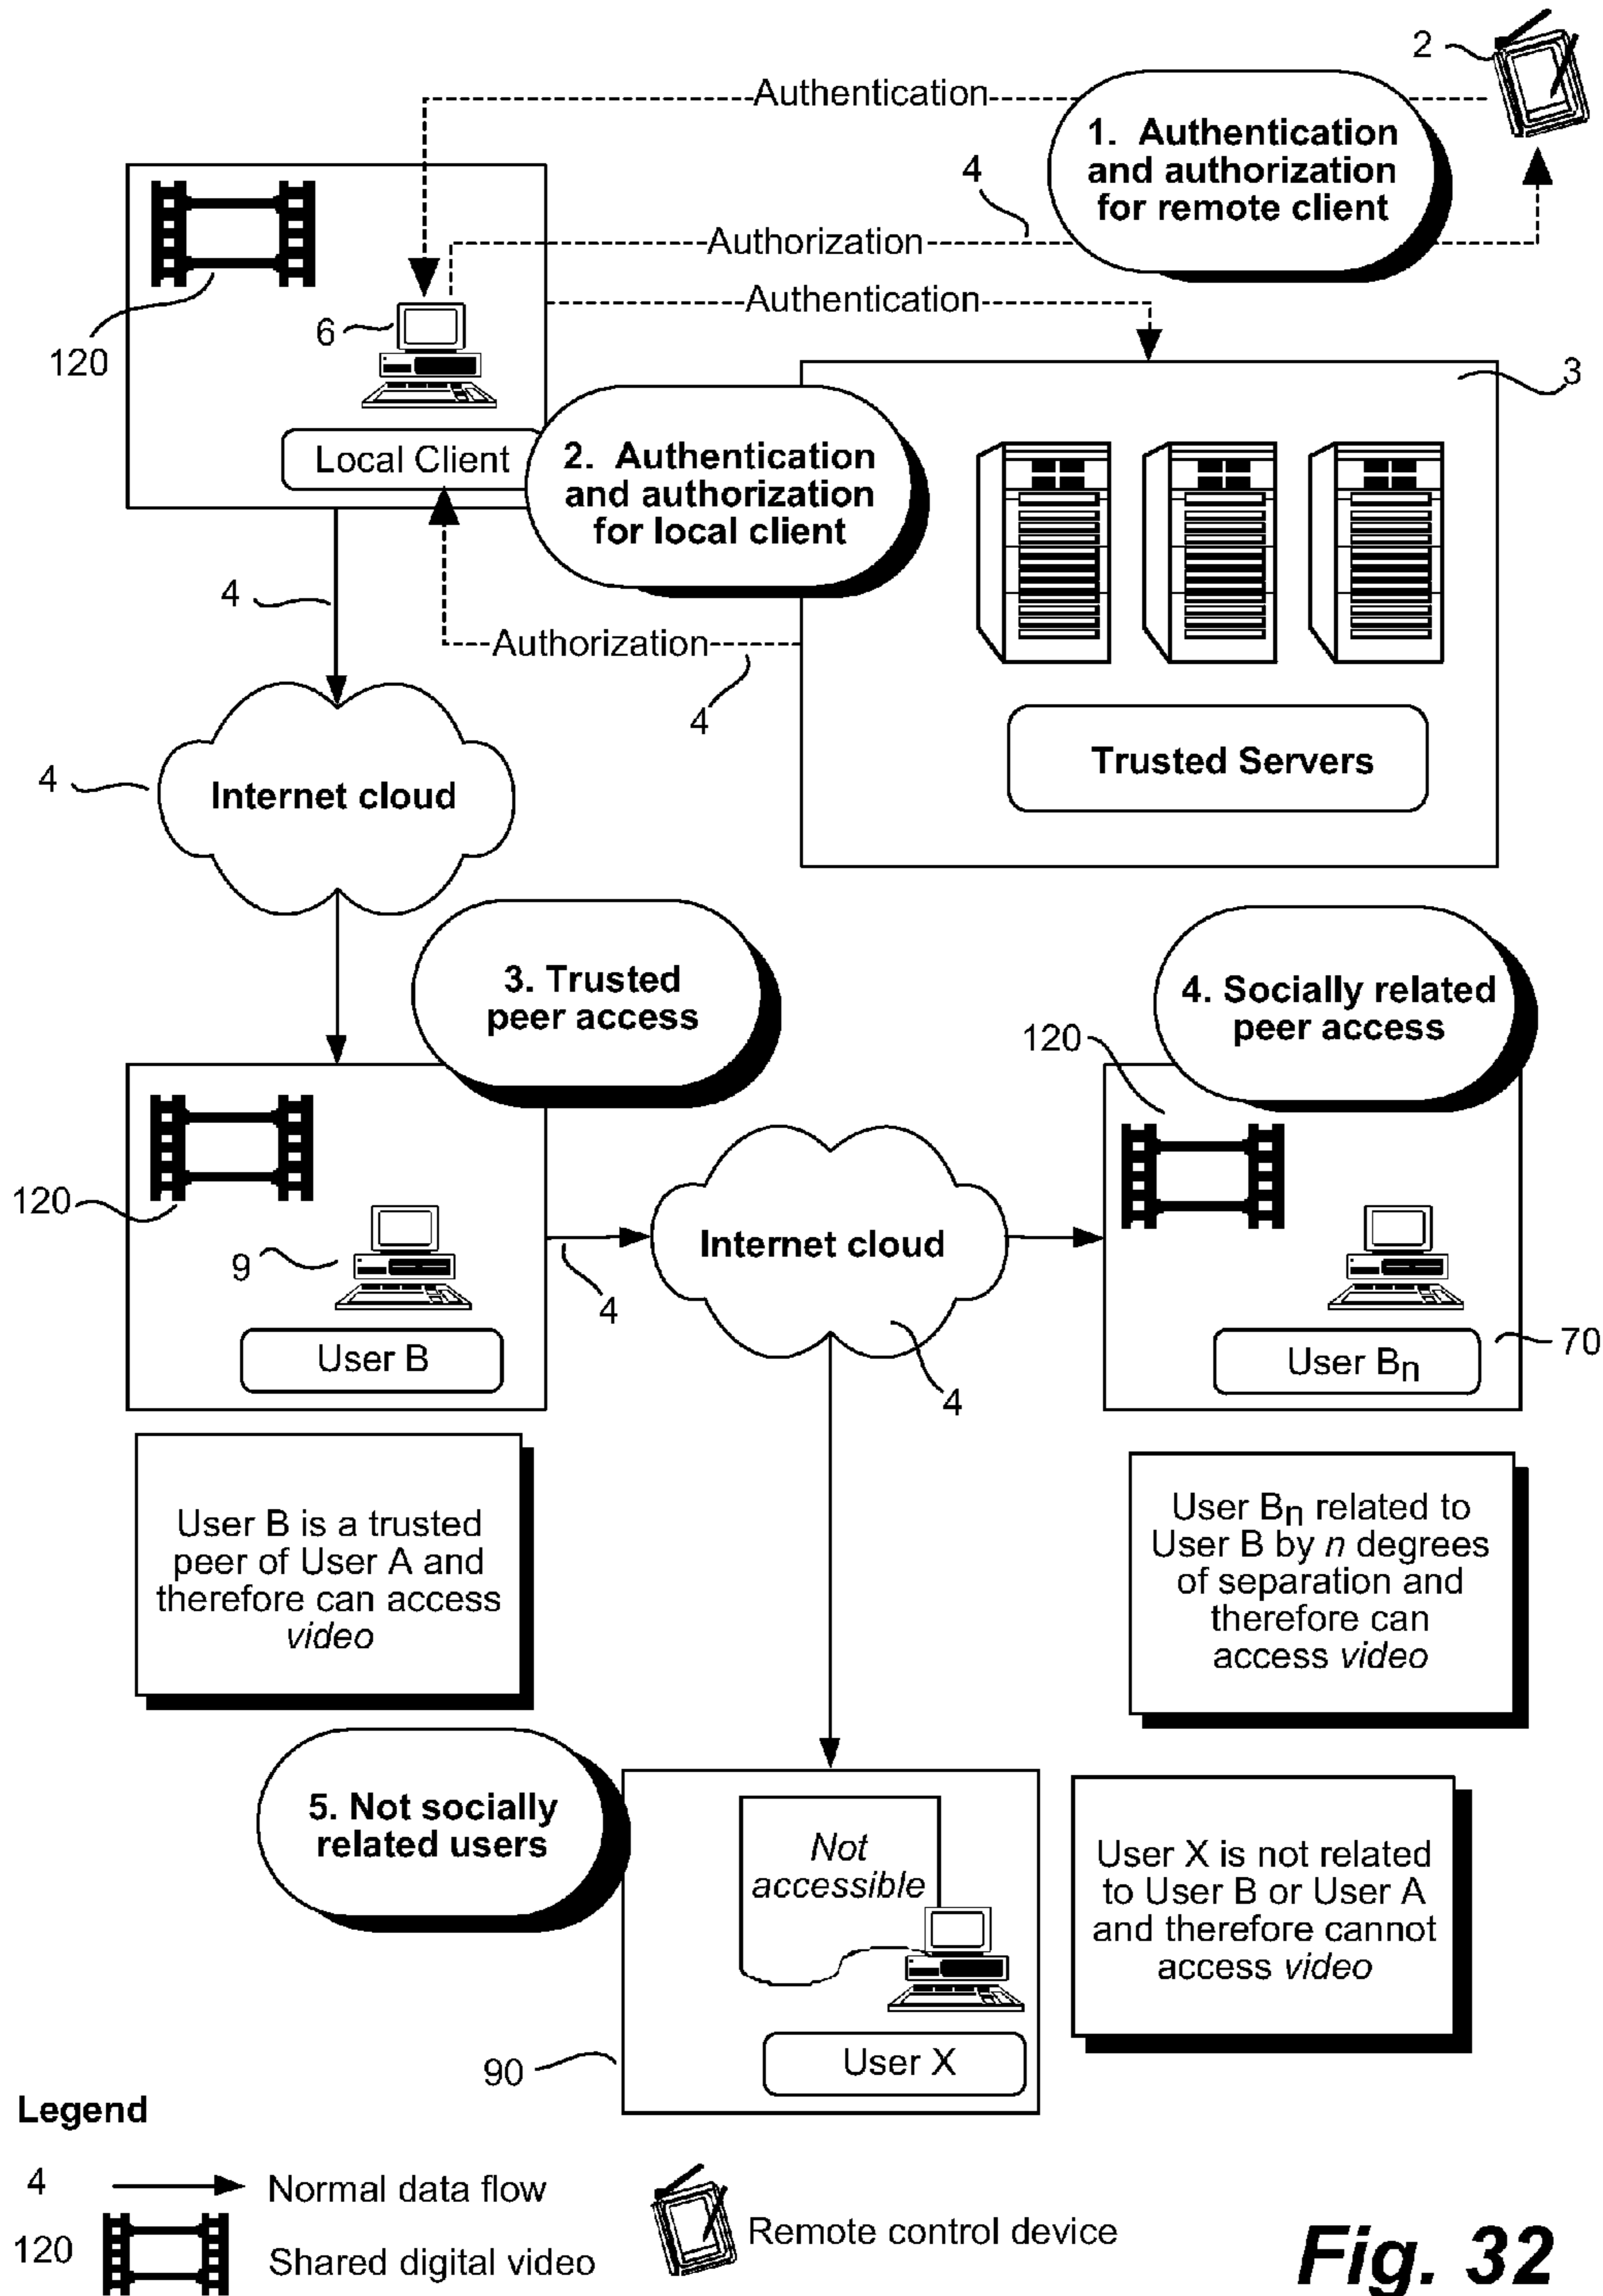 2
Authentication
1. Authentication
and authorization
for remote client
4
Authorization
Authentication
6
120
3
Local Client
2. Authentication
and authorization
for local client
4
Authorization
4
Trusted Servers
4
Internet cloud
3. Trusted
peer access
4. Socially related
peer access
120
120
9
Internet cloud
4
User B
User Bn
70
4
User B is a trusted
peer of User A and
therefore can access
video
User Bn related to
User B by n degrees
of separation and
therefore can
access video
5. Not socially
related users
Not
accessible
User X is not related
to User B or User A
and therefore cannot
access video
90
User X
Legend
4 Normal data flow
120 Shared digital video
Remote control device
Fig. 32